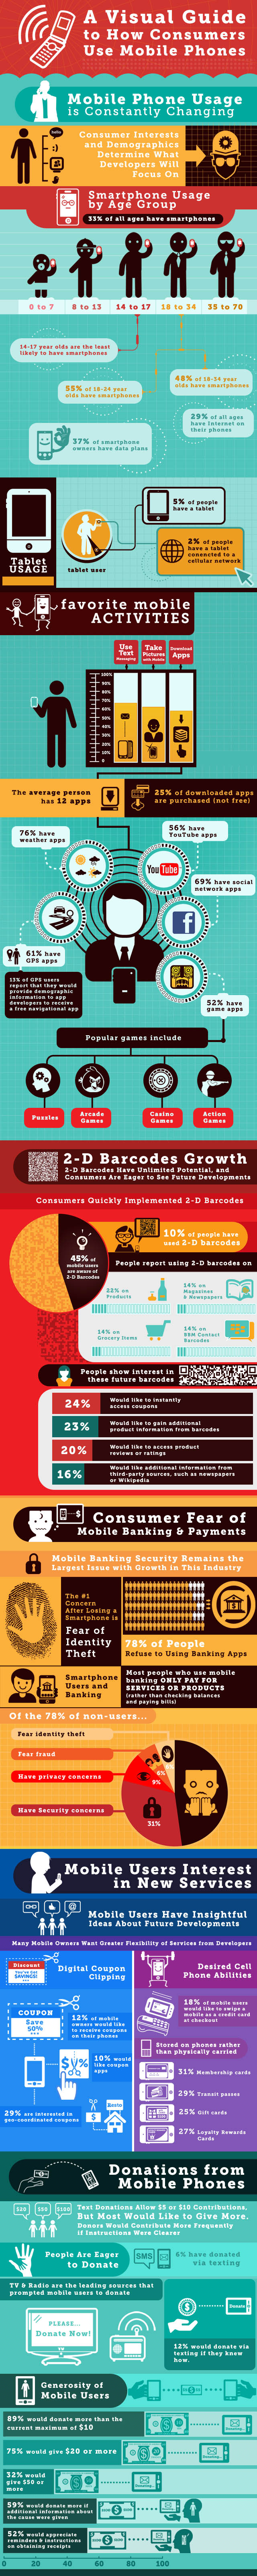 A Visual Guide
to How Consumers
Use Mobile Phones
Mobile Phone Usage
is Constantly Changing
Consumer Interests
and Demographics
Determine What
Developers Will
Focus On
Smartphone Usage
by Age Group
33% of all ages have smartphones
0 to 7
8 to 13
14 to 17
18 to 34
35 to 70
14-17 year olds are the least
likely to have smartphones
55% of 18-24 year
olds have smartphones
48% of 18-34 year
olds have smartphones
29% of all ages
have Internet on
their phones
37% of smartphone
owners have data plans
Tablet
USAGE
tablet user
5% of people
have a tablet
2% of people
have a tablet
conencted to a
cellular network
favorite mobile
ACTIVITIES
Use
Text
Messaging
Take
Pictures
with Mobile
Download
Apps
100%
90%
80%
70%
60%
50%
40%
30%
20%
10%
0
The average person
has 12 apps
25% of downloaded apps
are purchased (not free)
76% have
weather apps
56% have
YouTube apps
YouTube
69% have social
network apps
61% have
GPS apps
13% of GPS users
report that they would
provide demographic
information to app
developers to receive
a free navigational app
52% have
game apps
Popular games include
Puzzles
Arcade
Games
Casino
Games
Action
Games
2-D Barcodes Growth
2-D Barcodes Have Unlimited Potential, and
Consumers Are Eager to See Future Developments
Consumers Quickly Implemented 2-D Barcodes
45% of
mobile users
are aware of
2-D Barcodes
10% of people have
used 2-D barcodes
People report using 2-D barcodes on
22% on
Products
14% on
Magazines
& Newspapers
14% on
Grocery Items
14% on
BBM Contact
Barcodes
People show interest in
these future barcodes
24%
Would like to instantly
access coupons
23%
Would like to gain additional
product information from barcodes
20%
Would like to access product
reviews or ratings
16%
Would like additional information from
third-party sources, such as newspapers
or Wikipedia
Consumer Fear of
Mobile Banking & Payments
Mobile Banking Security Remains the
Largest Issue with Growth in This Industry
The #1
Concern
After Losing a
Smartphone is
Fear of
Identity
Theft
78% of People
Refuse to Using Banking Apps
Smartphone
Users and
Banking
Most people who use mobile
banking ONLY PAY FOR
SERVICES OR PRODUCTS
(rather than checking balances
and paying bills)
Of the 78% of non-users...
Fear identity theft
Fear fraud
Have privacy concerns
Have Security concerns
6%
9%
31%
Mobile Users Interest
in New Services
Mobile Users Have Insightful
Ideas About Future Developments
Many Mobile Owners Want Greater Flexibility of Services from Developers
Discount
You've Got
SAVINGS!
Digital Coupon
Clipping
COUPON
Save
50%
12% of mobile
owners would like
to receive coupons
on their phones
$%
10% would
like coupon
apps
29% are interested in
geo-coordinated coupons
Desired Cell
Phone Abilities
18% of mobile users
would like to swipe a
mobile as a credit card
at checkout
Stored on phones rather
than physically carried
31% Membership cards
29% Transit passes
25% Gift cards
27% Loyalty Rewards
Cards
Donations from
Mobile Phones
$20
$50
$100
Text Donations Allow $5 or $10 Contributions,
But Most Would Like to Give More.
Donors Would Contribute More Frequently
if Instructions Were Clearer
People Are Eager
to Donate
SMS
6% have donated
via texting
TV & Radio are the leading sources that
prompted mobile users to donate
PLEASE...
Donate Now!
Donate
12% would donate via
texting if they knew
how.
Generosity of
Mobile Users
89% would donate more than the
current maximum of $10
75% would give $20 or more
32% would
give $50 or
more
59% would donate more if
additional information about
the cause were given
52% would appreciate
reminders & instructions
on obtaining receipts
0
20
40
60
80
100